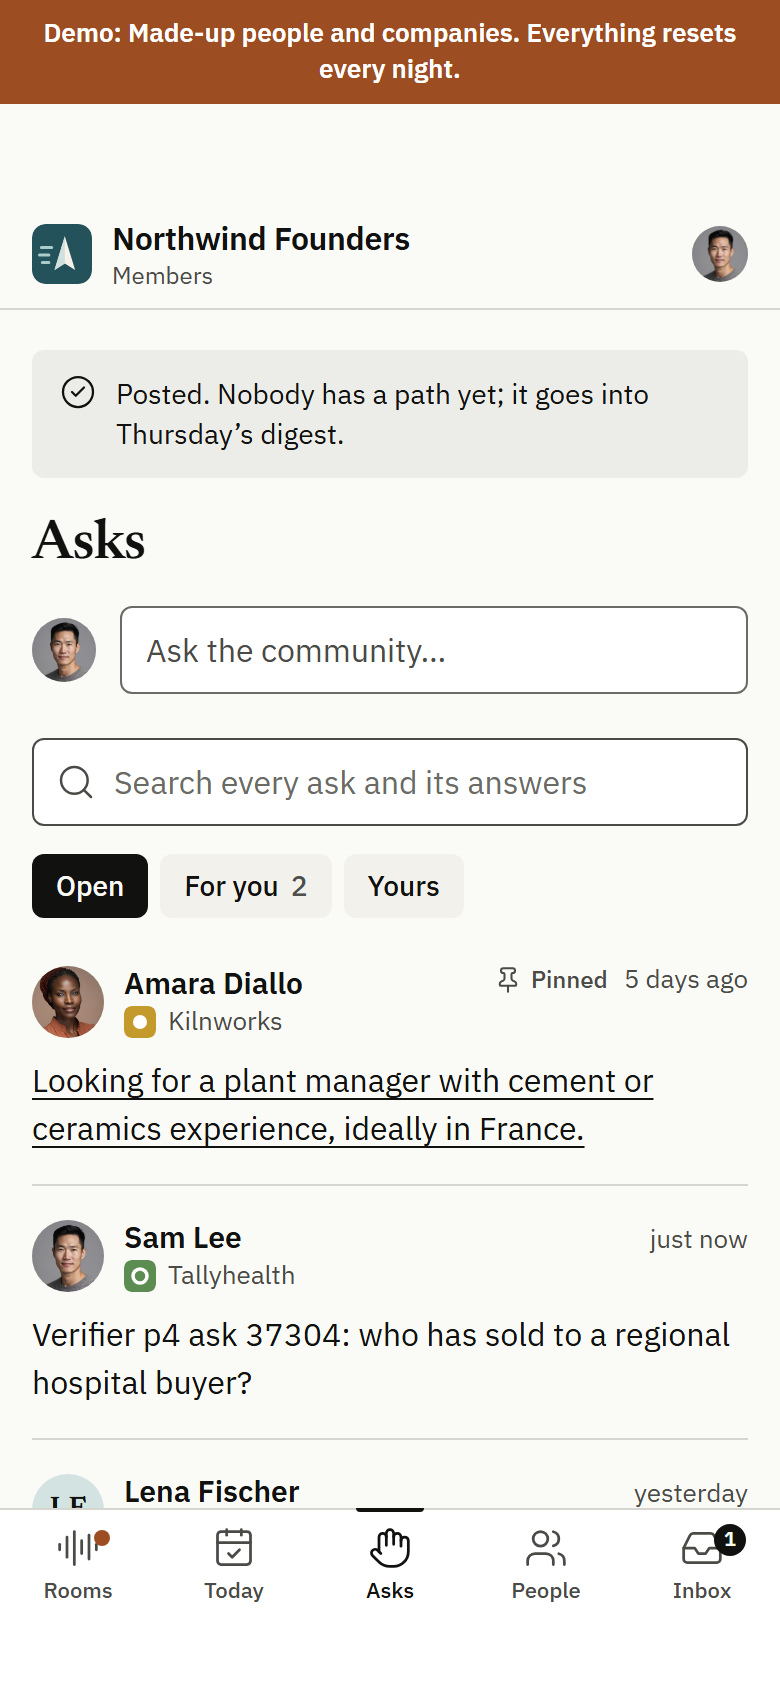 Demo: Made-up people and companies. Everything resets
every night.
Northwind Founders
Members
Posted. Nobody has a path yet; it goes into
Thursday’s digest.
Asks
Ask the community...
Search every ask and its answers
Open
For you 2
Yours
Amara Diallo
Pinned 5 days ago
Kilnworks
Looking for a plant manager with cement or
ceramics experience, ideally in France.
Sam Lee
just now
Tallyhealth
Verifier p4 ask 37304: who has sold to a regional
hospital buyer?
LF
Lena Fischer
yesterday
1
Rooms
Today
Asks
People
Inbox